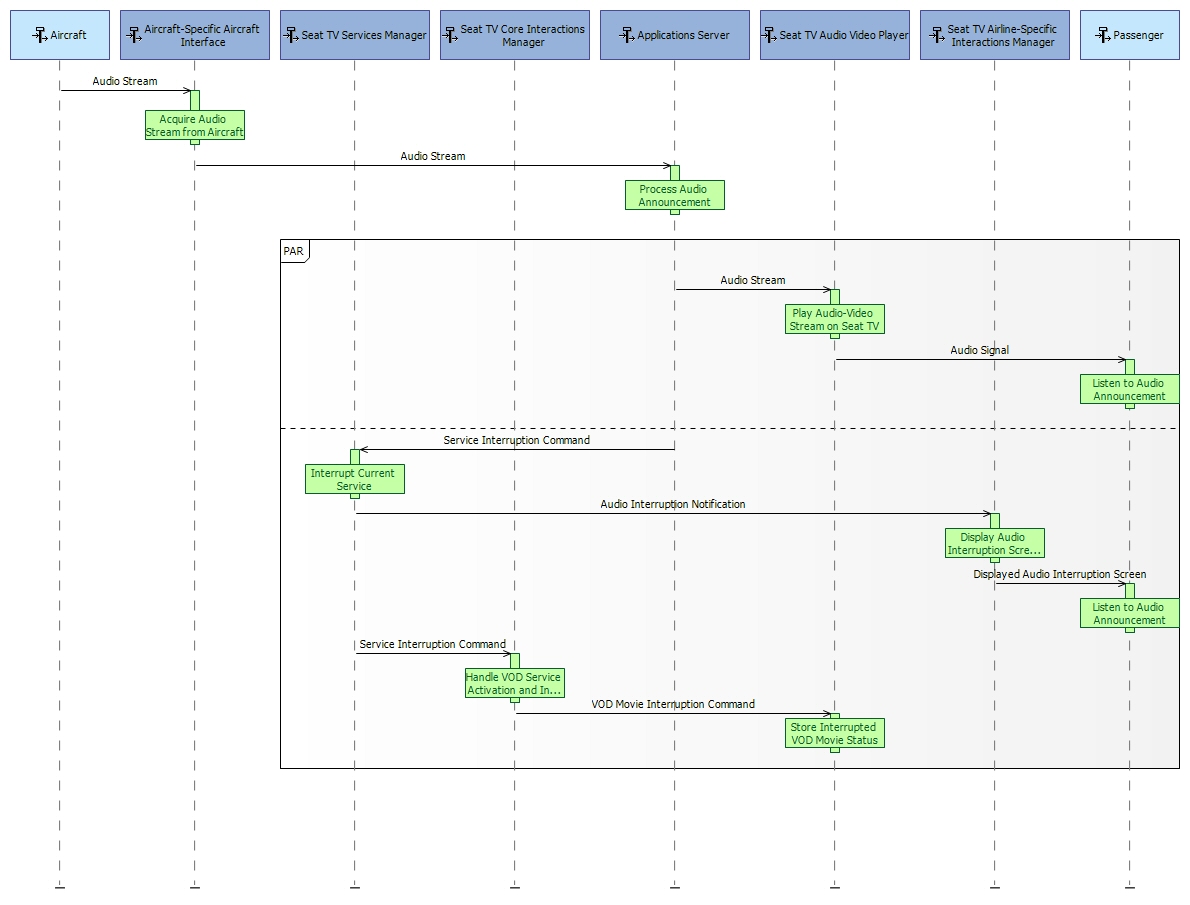 Aircraft
Aircraft-Specific Aircraft
Interface
Seat TV Services Manager
Seat TV Core Interactions
Manager
Applications Server
Seat TV Audio Video Player
Seat TV Airline-Specific
Interactions Manager
Passenger
Audio Stream
Acquire Audio
Stream from Aircraft
Audio Stream
Process Audio
Announcement
PAR
Audio Stream
Play Audio-Video
Stream on Seat TV
Audio Signal
Listen to Audio
Announcement
Service Interruption Command
Interrupt Current
Service
Audio Interruption Notification
Display Audio
Interruption Scre...
Displayed Audio Interruption Screen
Listen to Audio
Announcement
Service Interruption Command
Handle VOD Service
Activation and In...
VOD Movie Interruption Command
Store Interrupted
VOD Movie Status